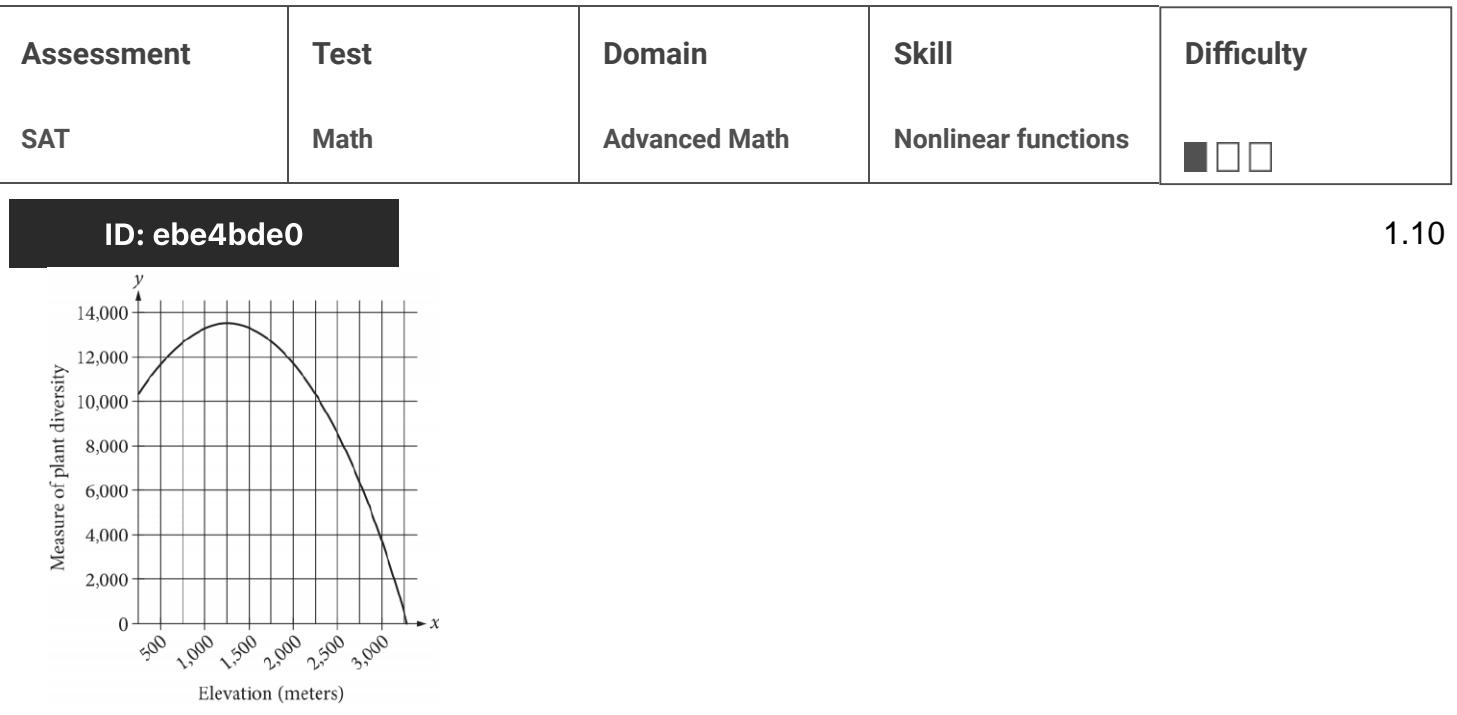 Assessment Test Domain Skill Difficulty
SAT Math Advanced Math Nonlinear functions
ID: ebe4bde0
1.10
y
14,000
12,000
10,000
8,000
6,000
4,000
2,000
0
Measure of plant diversity
x
500 1,000 1,500 2,000 2,500 3,000
Elevation (meters)